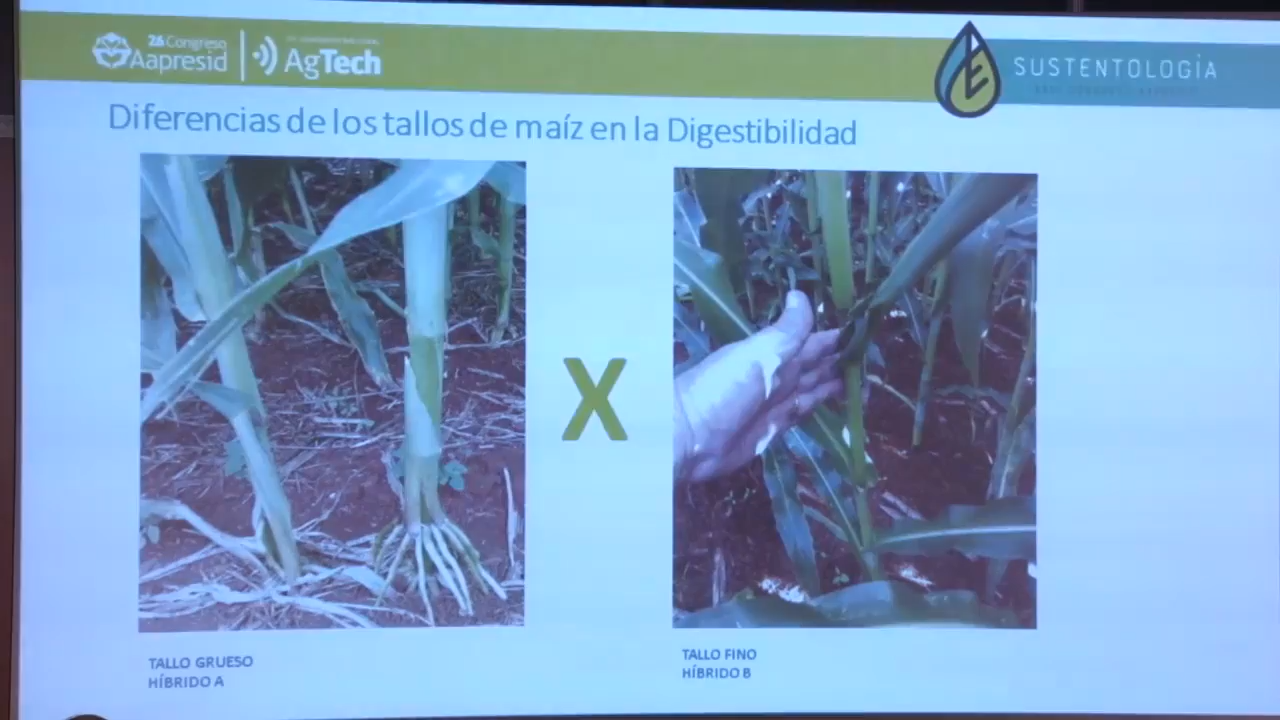 26 Congreso
Aapresid
AgTech
SUSTENTOLOGÍA
Diferencias de los tallos de maíz en la Digestibilidad
X
TALLO GRUESO
HÍBRIDO A
TALLO FINO
HÍBRIDO B